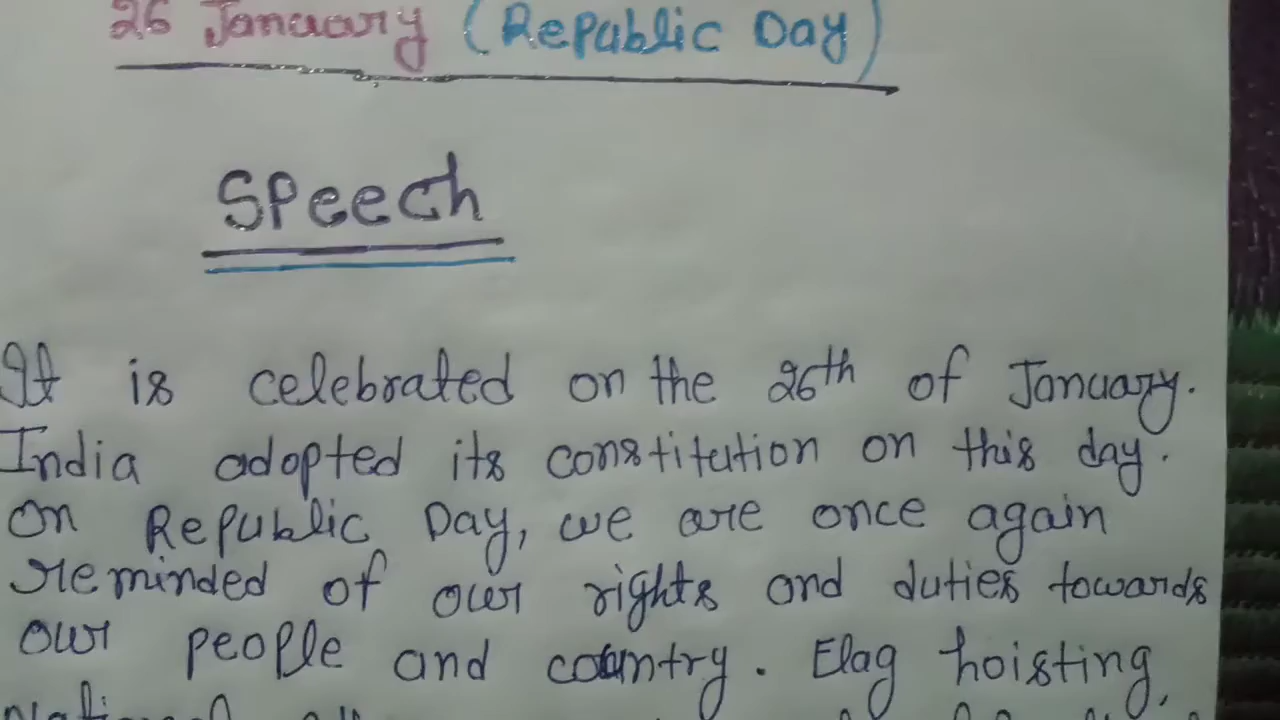 26 January (Republic Day)
Speech
It is celebrated on the 26th of January.
India adopted its constitution on this day.
On Republic Day, we are once again
reminded of our rights and duties towards
our people and country. Flag hoisting,